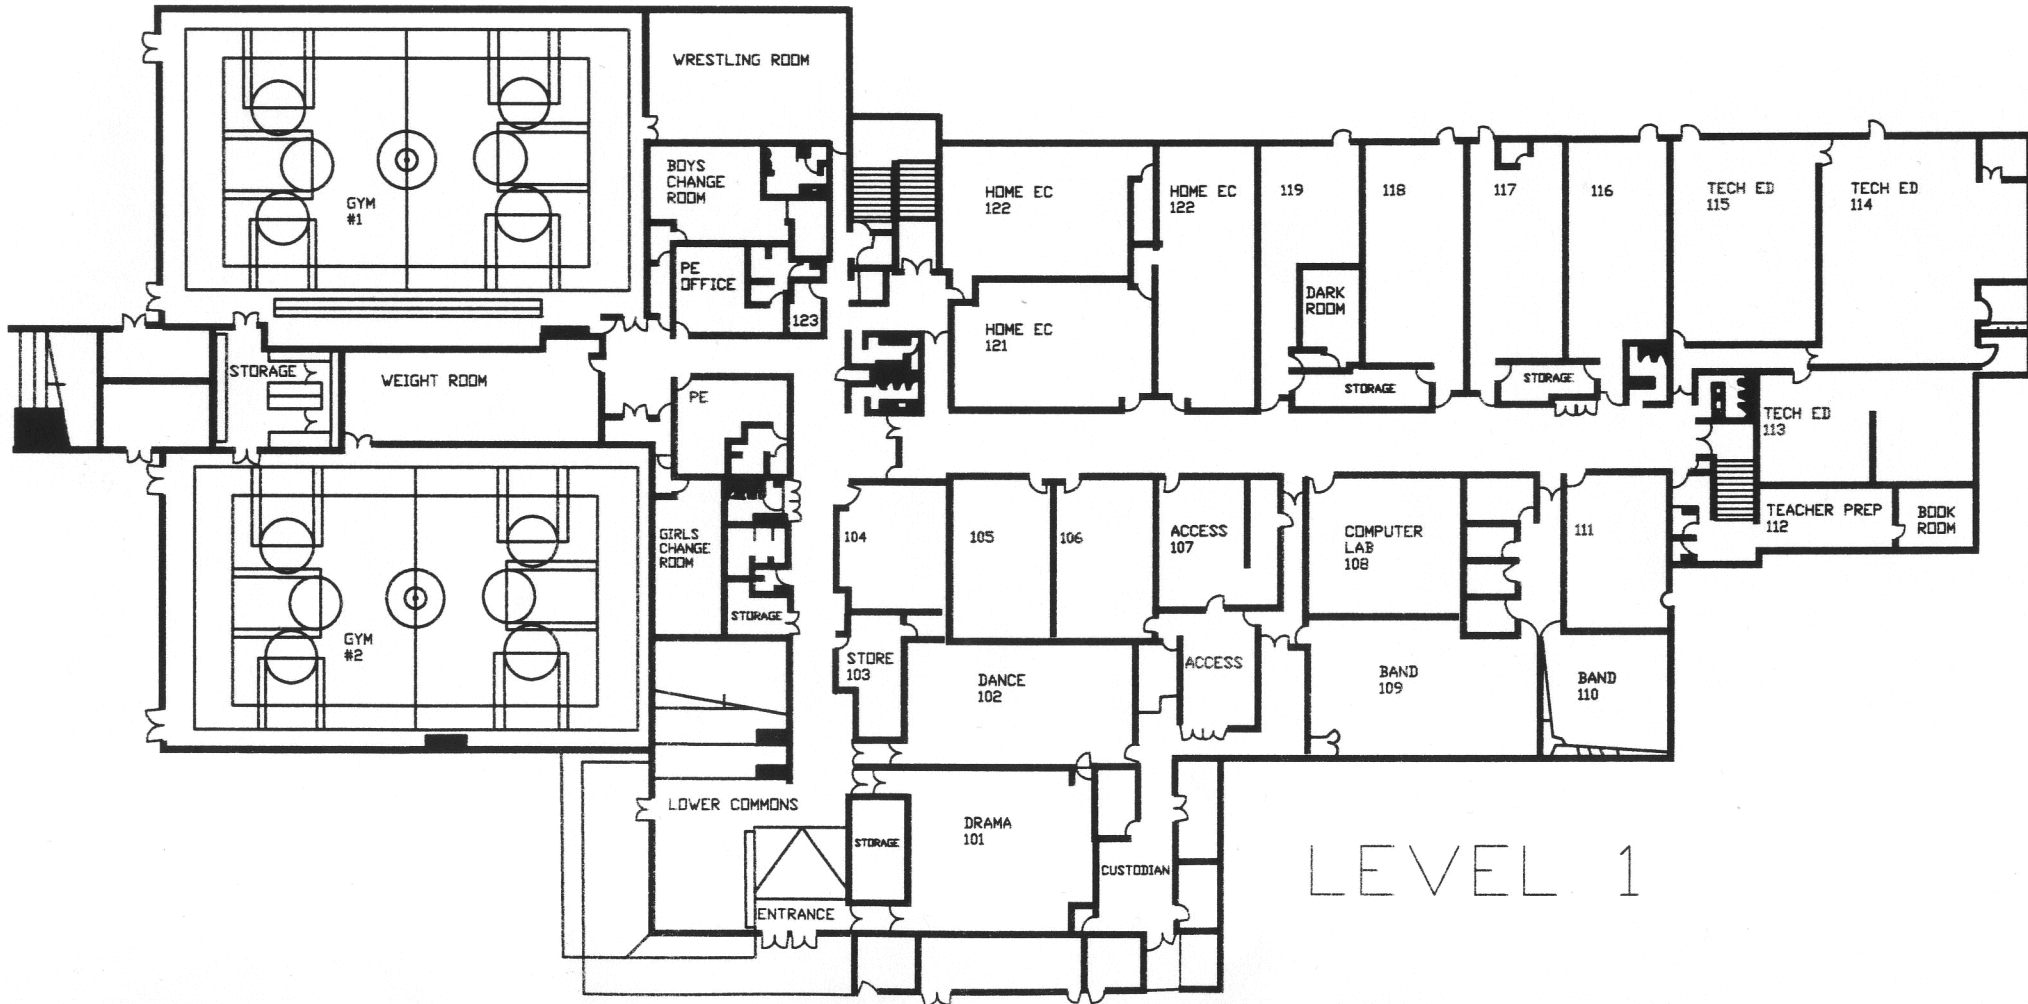 WRESTLING ROOM
BOYS
CHANGE
ROOM
GYM
#1
PE
OFFICE
123
HOME EC
122
HOME EC
122
119
118
117
116
TECH ED
115
TECH ED
114
DARK
ROOM
HOME EC
121
STORAGE
WEIGHT ROOM
PE
STORAGE
STORAGE
TECH ED
113
GIRLS
CHANGE
ROOM
104
105
106
ACCESS
107
COMPUTER
LAB
108
111
TEACHER PREP
112
BOOK
ROOM
GYM
#2
STORAGE
STORE
103
DANCE
102
ACCESS
BAND
109
BAND
110
LOWER COMMONS
STORAGE
DRAMA
101
CUSTODIAN
ENTRANCE
LEVEL 1